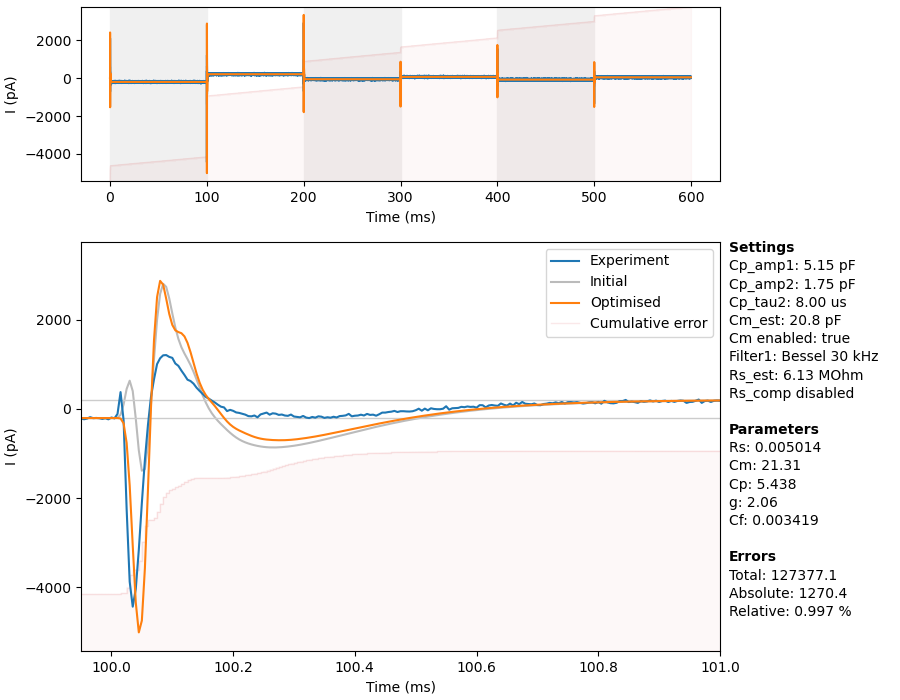 2000
0
−2000
−4000
I (pA)
0 100 200 300 400 500 600
Time (ms)
Experiment
Initial
Optimised
Cumulative error
2000
0
−2000
−4000
I (pA)
100.0 100.2 100.4 100.6 100.8 101.0
Time (ms)
Settings
Cp_amp1: 5.15 pF
Cp_amp2: 1.75 pF
Cp_tau2: 8.00 us
Cm_est: 20.8 pF
Cm enabled: true
Filter1: Bessel 30 kHz
Rs_est: 6.13 MOhm
Rs_comp disabled
Parameters
Rs: 0.005014
Cm: 21.31
Cp: 5.438
g: 2.06
Cf: 0.003419
Errors
Total: 127377.1
Absolute: 1270.4
Relative: 0.997 %